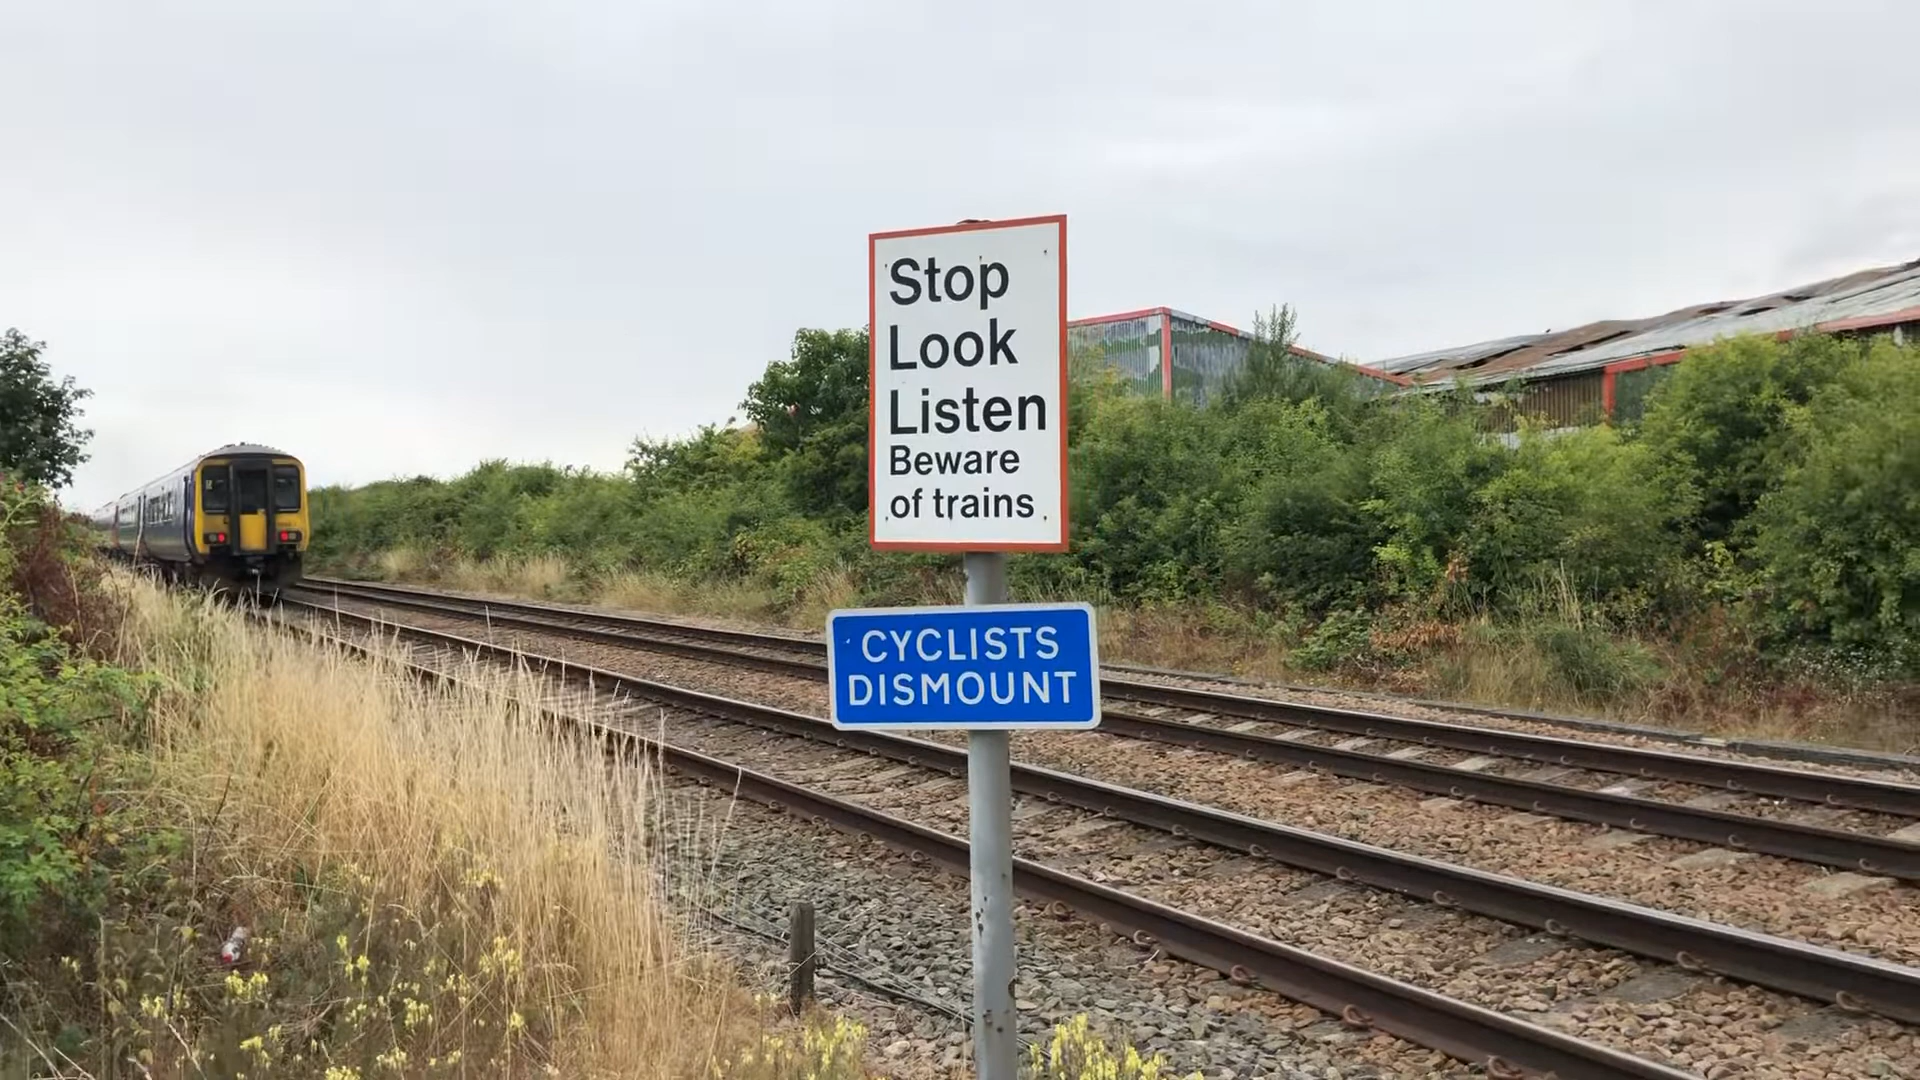 Stop
Look
Listen
Beware
of trains
CYCLISTS
DISMOUNT